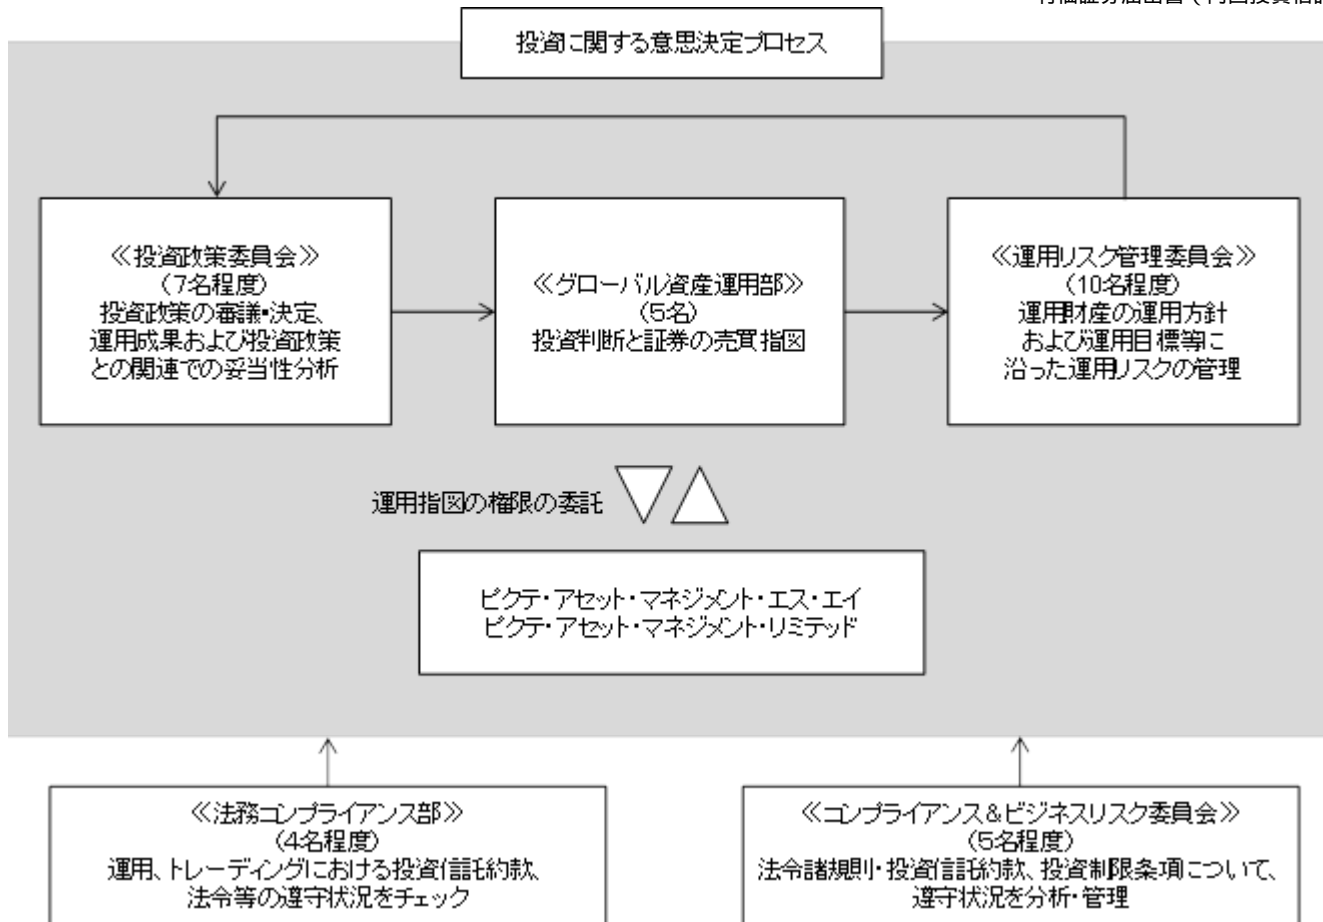 投資に関する意思決定プロセス
≪投資政策委員会≫
(7名程度)
投資政策の審議・決定、
運用成果および投資政策
との関連での妥当性分析
≪グローバル資産運用部≫
(5名)
投資判断と証券の売買指図
≪運用リスク管理委員会≫
(10名程度)
運用財産の運用方針
および運用目標等に
沿った運用リスクの管理
運用指図の権限の委託
ピクテ・アセット・マネジメント・エス・エイ
ピクテ・アセット・マネジメント・リミテッド
≪法務コンプライアンス部≫
(4名程度)
運用、トレーディングにおける投資信託約款、
法令等の遵守状況をチェック
≪コンプライアンス&ビジネスリスク委員会≫
(5名程度)
法令諸規則・投資信託約款、投資制限条項について、
遵守状況を分析・管理